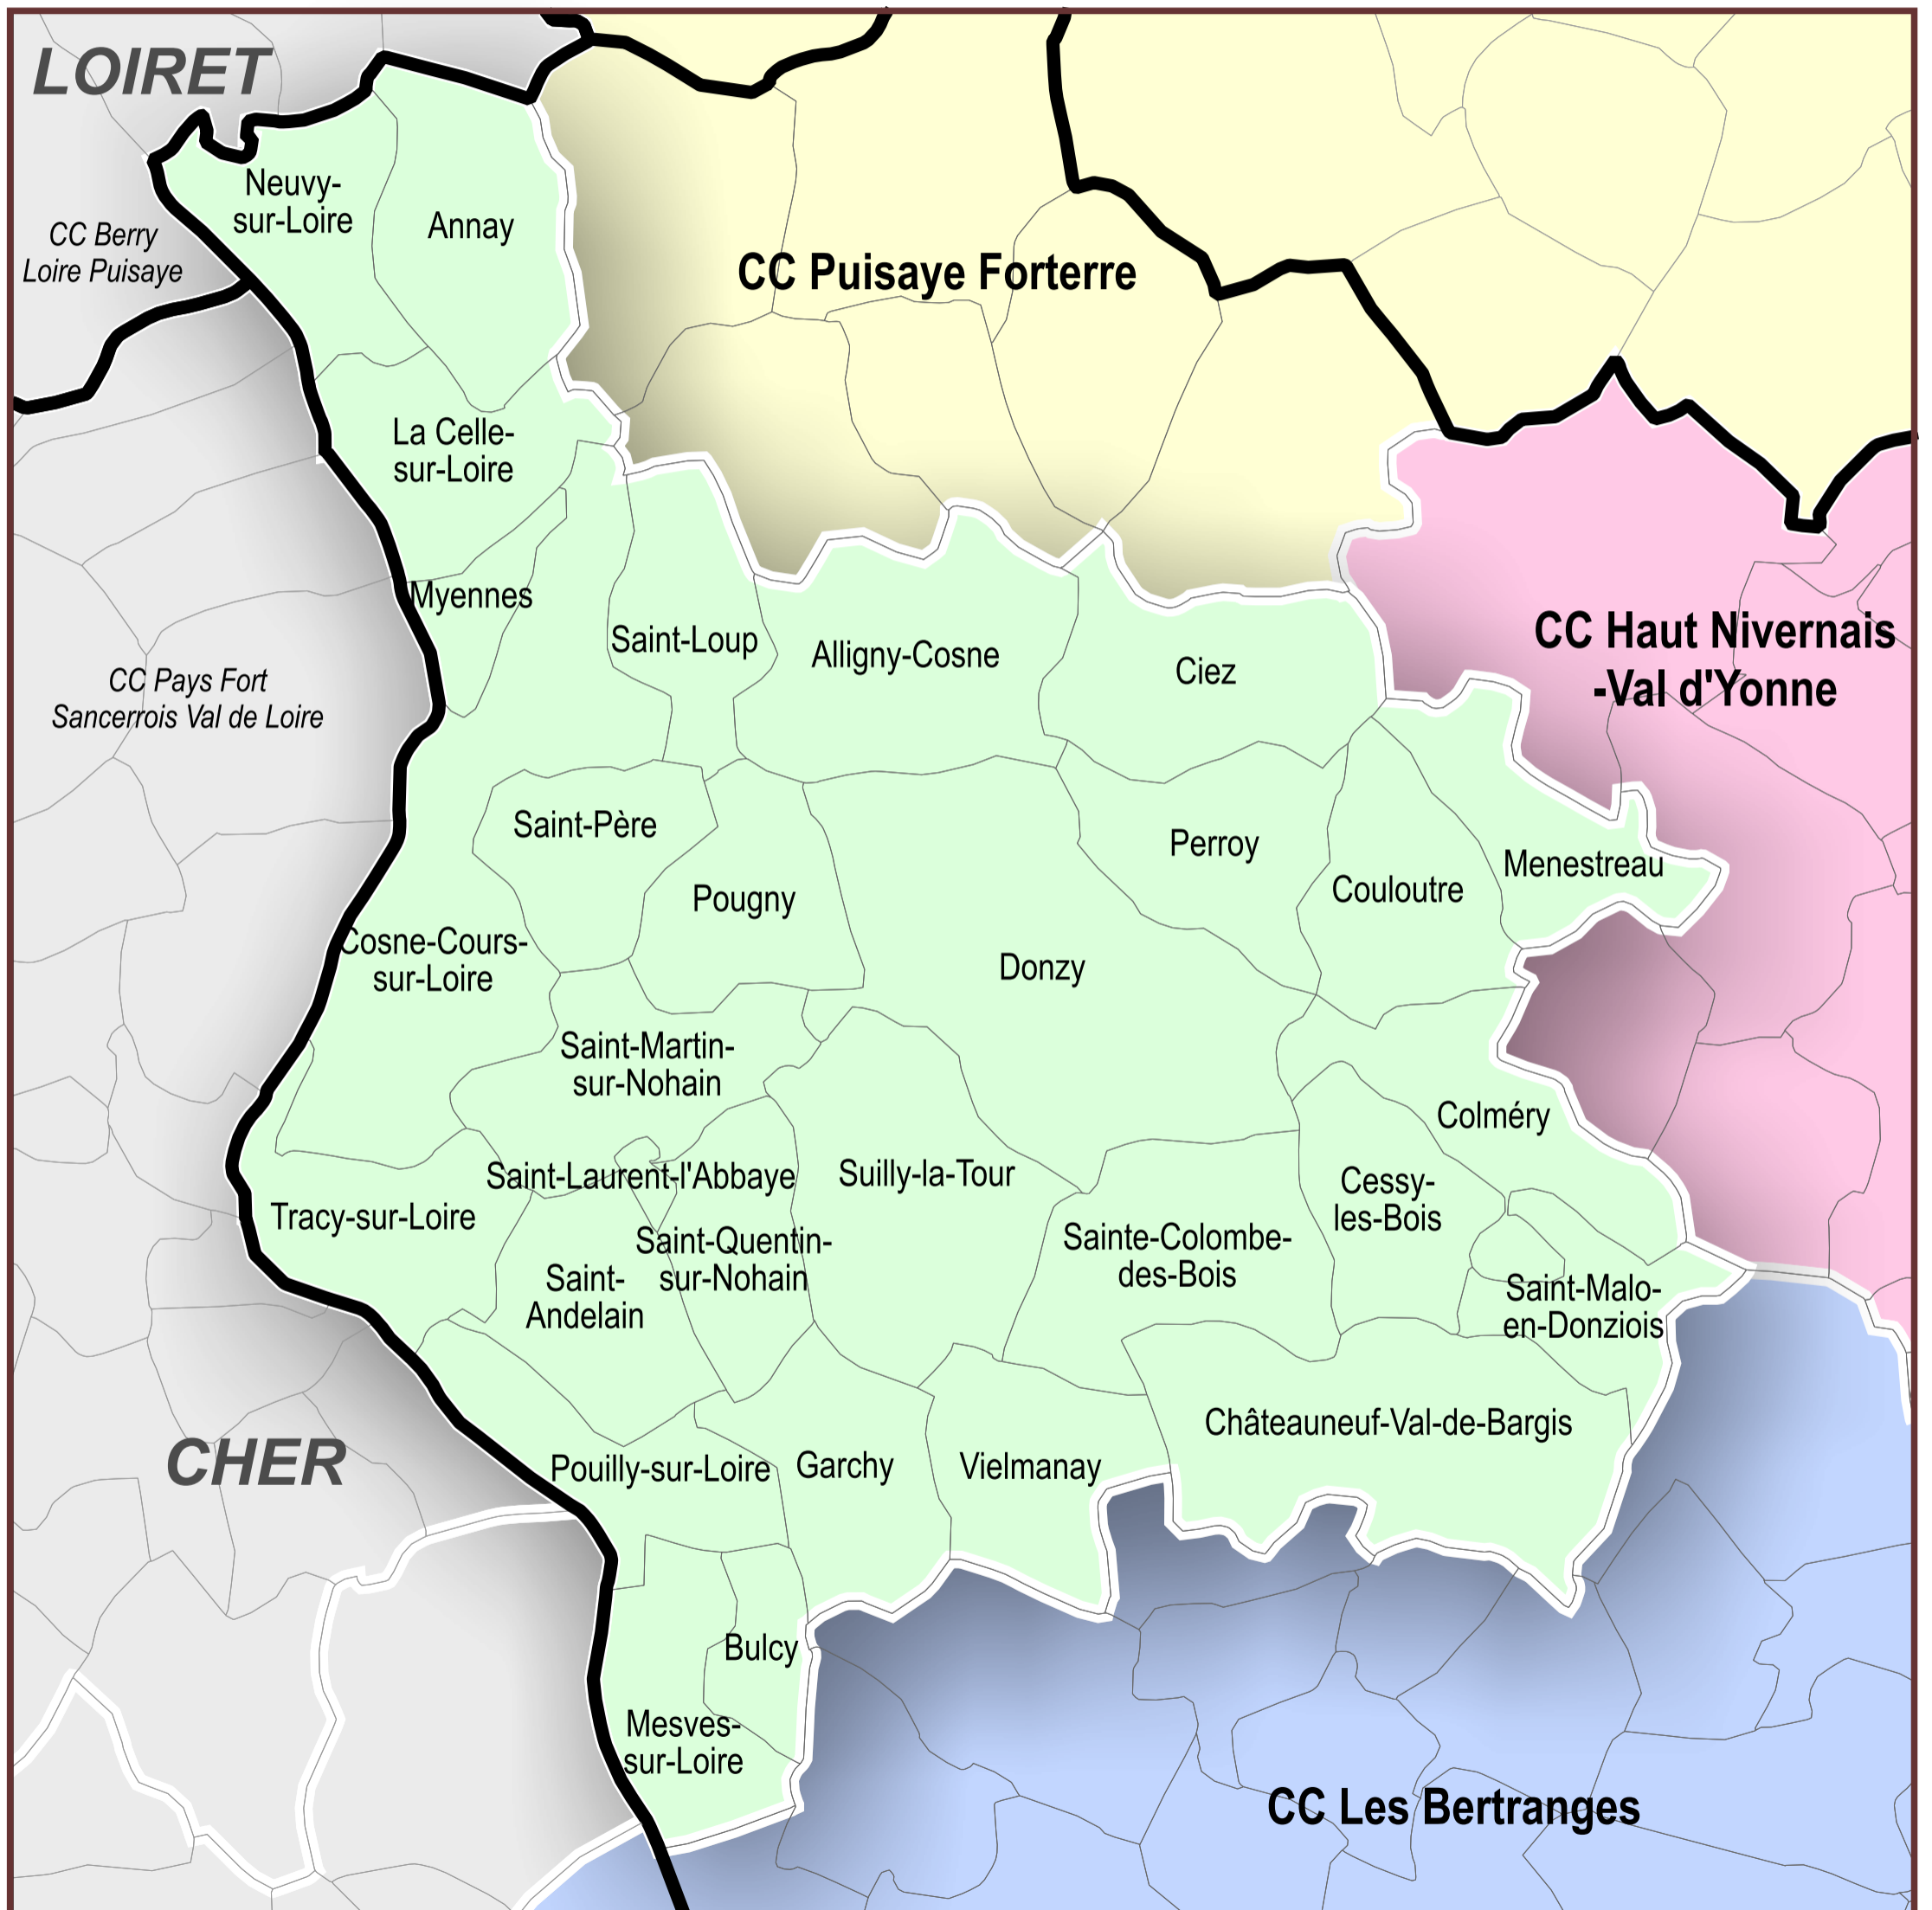 LOIRET
Neuvy-
sur-Loire
Annay
CC Berry
Loire Puisaye
CC Puisaye Forterre
La Celle-
sur-Loire
Myennes
Saint-Loup
Alligny-Cosne
Ciez
CC Haut Nivernais
-Val d'Yonne
CC Pays Fort
Sancerrois Val de Loire
Saint-Père
Pougny
Perroy
Couloutre
Menestreau
Cosne-Cours-
sur-Loire
Donzy
Saint-Martin-
sur-Nohain
Colméry
Saint-Laurent-l'Abbaye
Suilly-la-Tour
Cessy-
les-Bois
Tracy-sur-Loire
Saint-Quentin-
sur-Nohain
Sainte-Colombe-
des-Bois
Saint-
Andelain
Saint-Malo-
en-Donziois
Châteauneuf-Val-de-Bargis
CHER
Pouilly-sur-Loire
Garchy
Vielmanay
Bulcy
Mesves-
sur-Loire
CC Les Bertranges